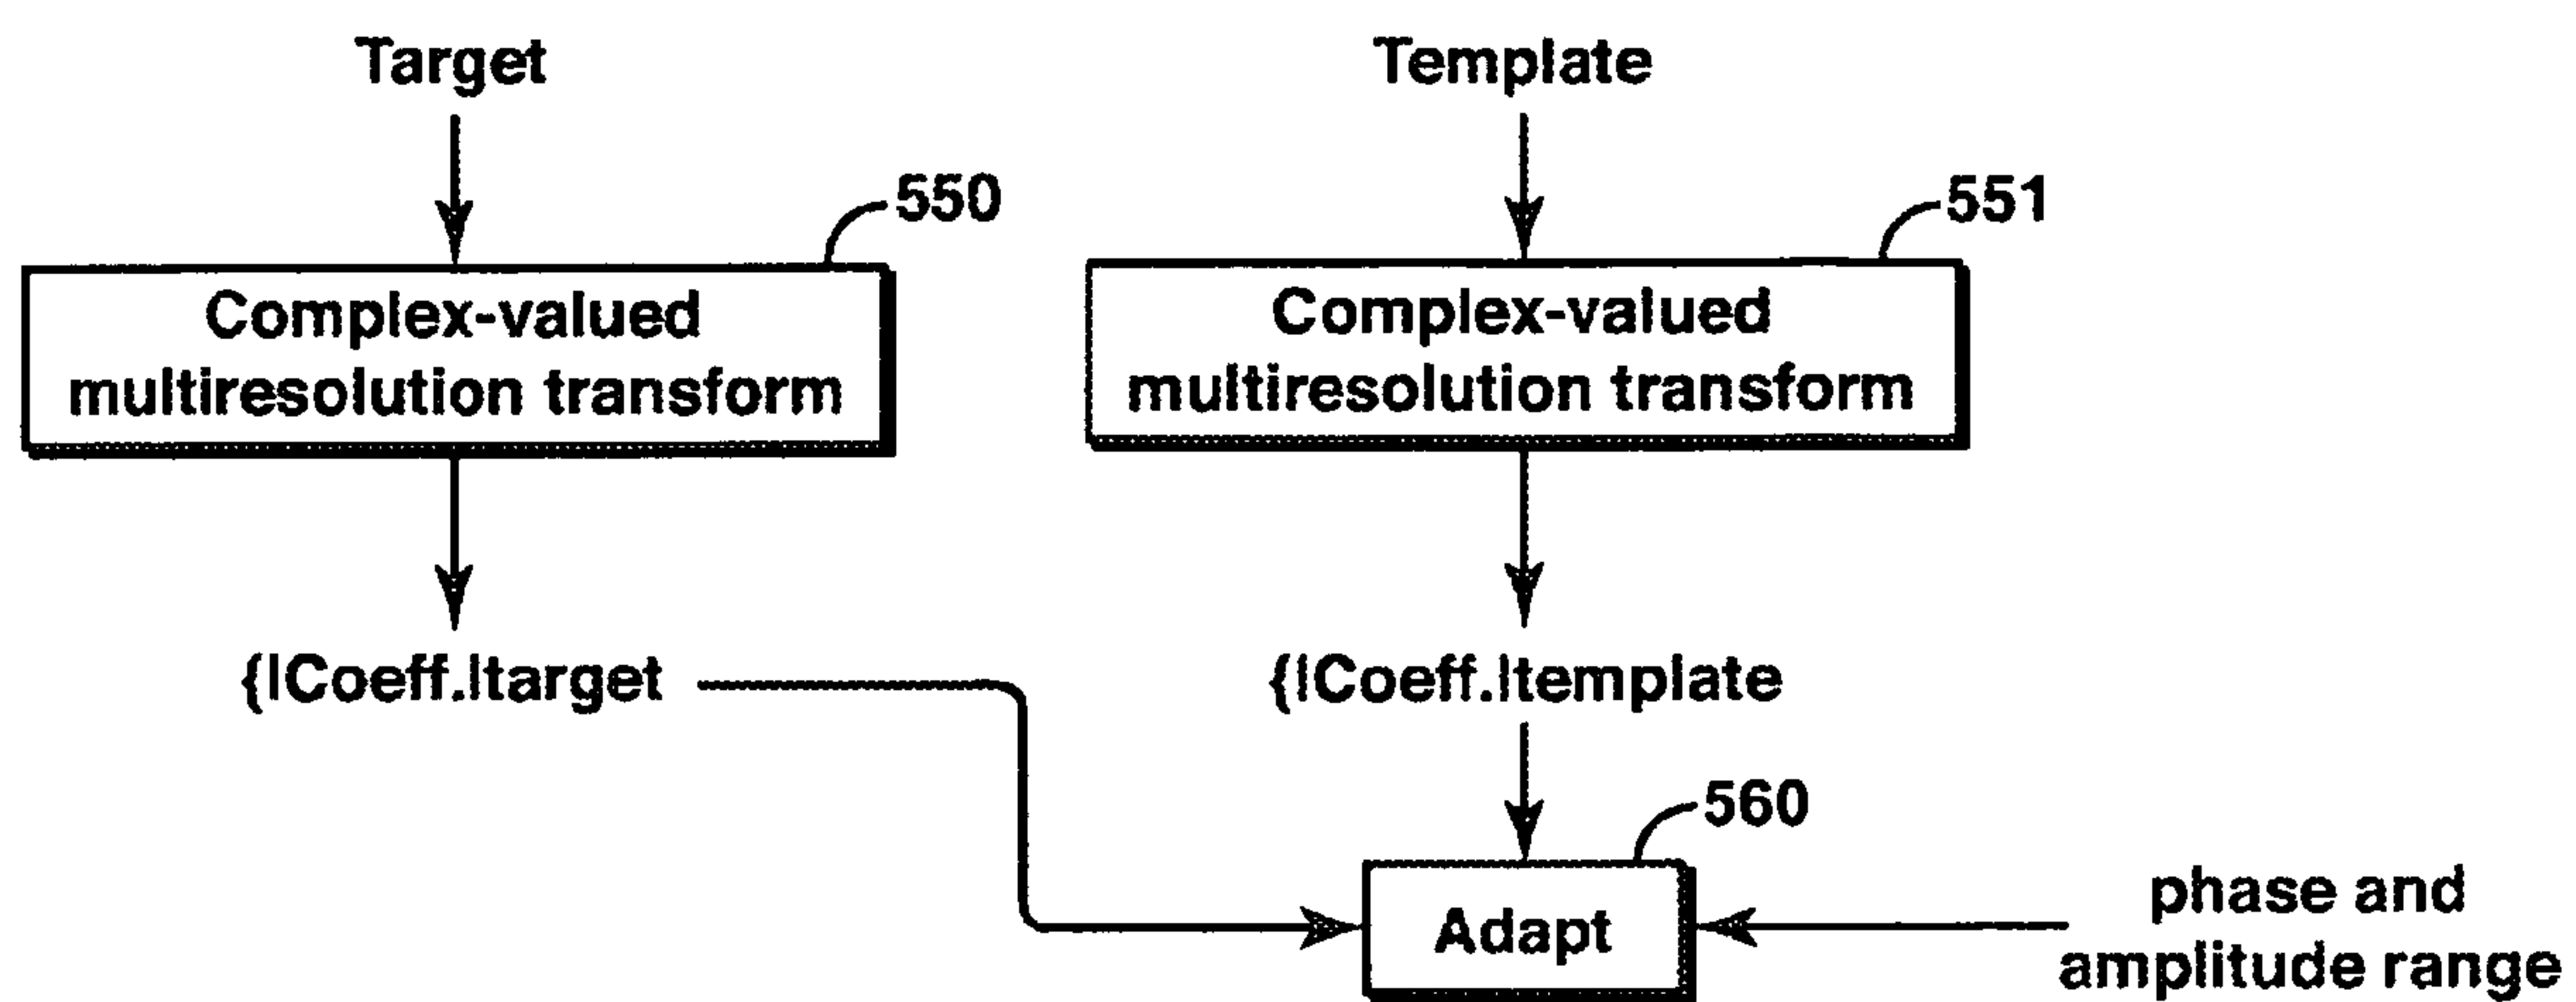 Target
Template
550
551
Complex-valued
multiresolution transform
Complex-valued
multiresolution transform
{|Coeff.|target
{|Coeff.|template
560
Adapt
phase and
amplitude range